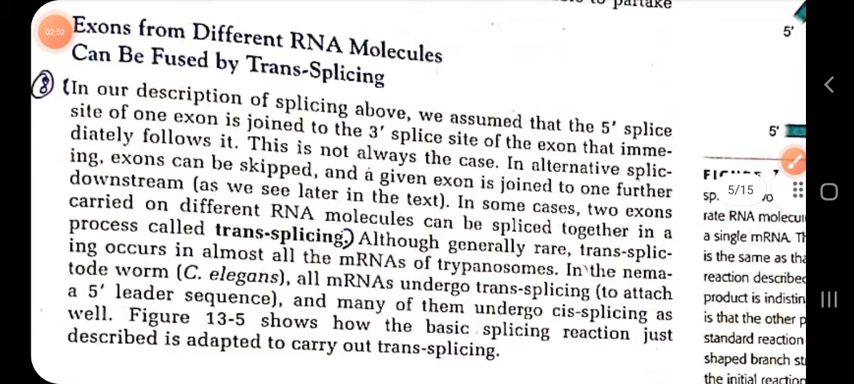 partake
02:52
Exons from Different RNA Molecules
Can Be Fused by Trans-Splicing
8 (In our description of splicing above, we assumed that the 5′ splice
site of one exon is joined to the 3′ splice site of the exon that imme-
diately follows it. This is not always the case. In alternative splic-
ing, exons can be skipped, and a given exon is joined to one further
downstream (as we see later in the text). In some cases, two exons
carried on different RNA molecules can be spliced together in a
process called trans-splicing.) Although generally rare, trans-splic-
ing occurs in almost all the mRNAs of trypanosomes. In the nema-
tode worm (C. elegans), all mRNAs undergo trans-splicing (to attach
a 5′ leader sequence), and many of them undergo cis-splicing as
well. Figure 13-5 shows how the basic splicing reaction just
described is adapted to carry out trans-splicing.
5′
5′
5/15
sp.
rate RNA molecul
a single mRNA. Th
is the same as tha
reaction described
product is indistin
is that the other p
standard reaction
shaped branch st
the initial reaction